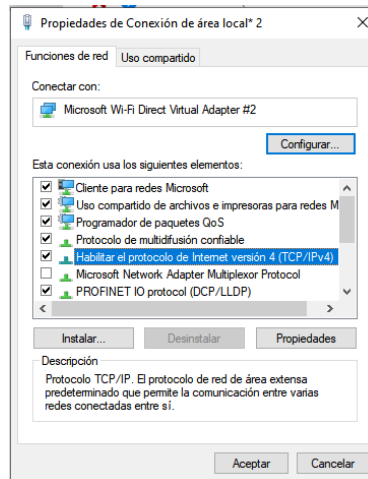 Propiedades de Conexión de área local* 2
Funciones de red Uso compartido
Conectar con:
Microsoft Wi-Fi Direct Virtual Adapter #2
Configurar...
Esta conexión usa los siguientes elementos:
Cliente para redes Microsoft
Uso compartido de archivos e impresoras para redes M
Programador de paquetes QoS
Protocolo de multidifusión confiable
Habilitar el protocolo de Internet versión 4 (TCP/IPv4)
Microsoft Network Adapter Multiplexor Protocol
PROFINET IO protocol (DCP/LLDP)
Instalar... Desinstalar Propiedades
Descripción
Protocolo TCP/IP. El protocolo de red de área extensa
predeterminado que permite la comunicación entre varias
redes conectadas entre sí.
Aceptar Cancelar